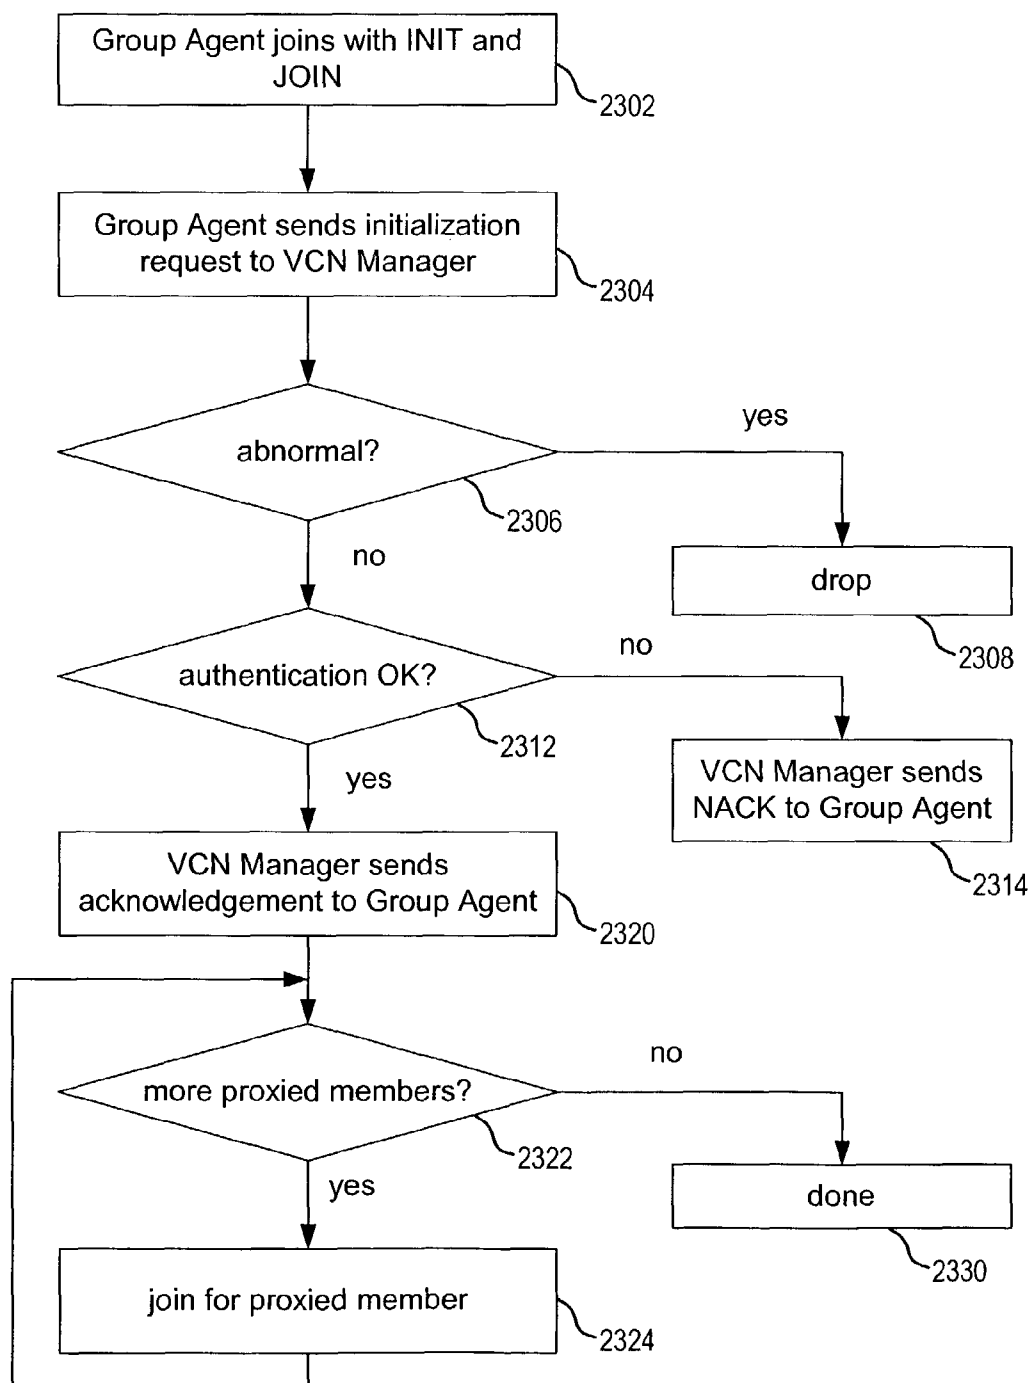 Group Agent joins with INIT and
JOIN
2302
Group Agent sends initialization
request to VCN Manager
2304
abnormal?
yes
2306
no
drop
2308
authentication OK?
no
2312
yes
VCN Manager sends
NACK to Group Agent
2314
VCN Manager sends
acknowledgement to Group Agent
2320
more proxied members?
no
2322
yes
done
2330
join for proxied member
2324